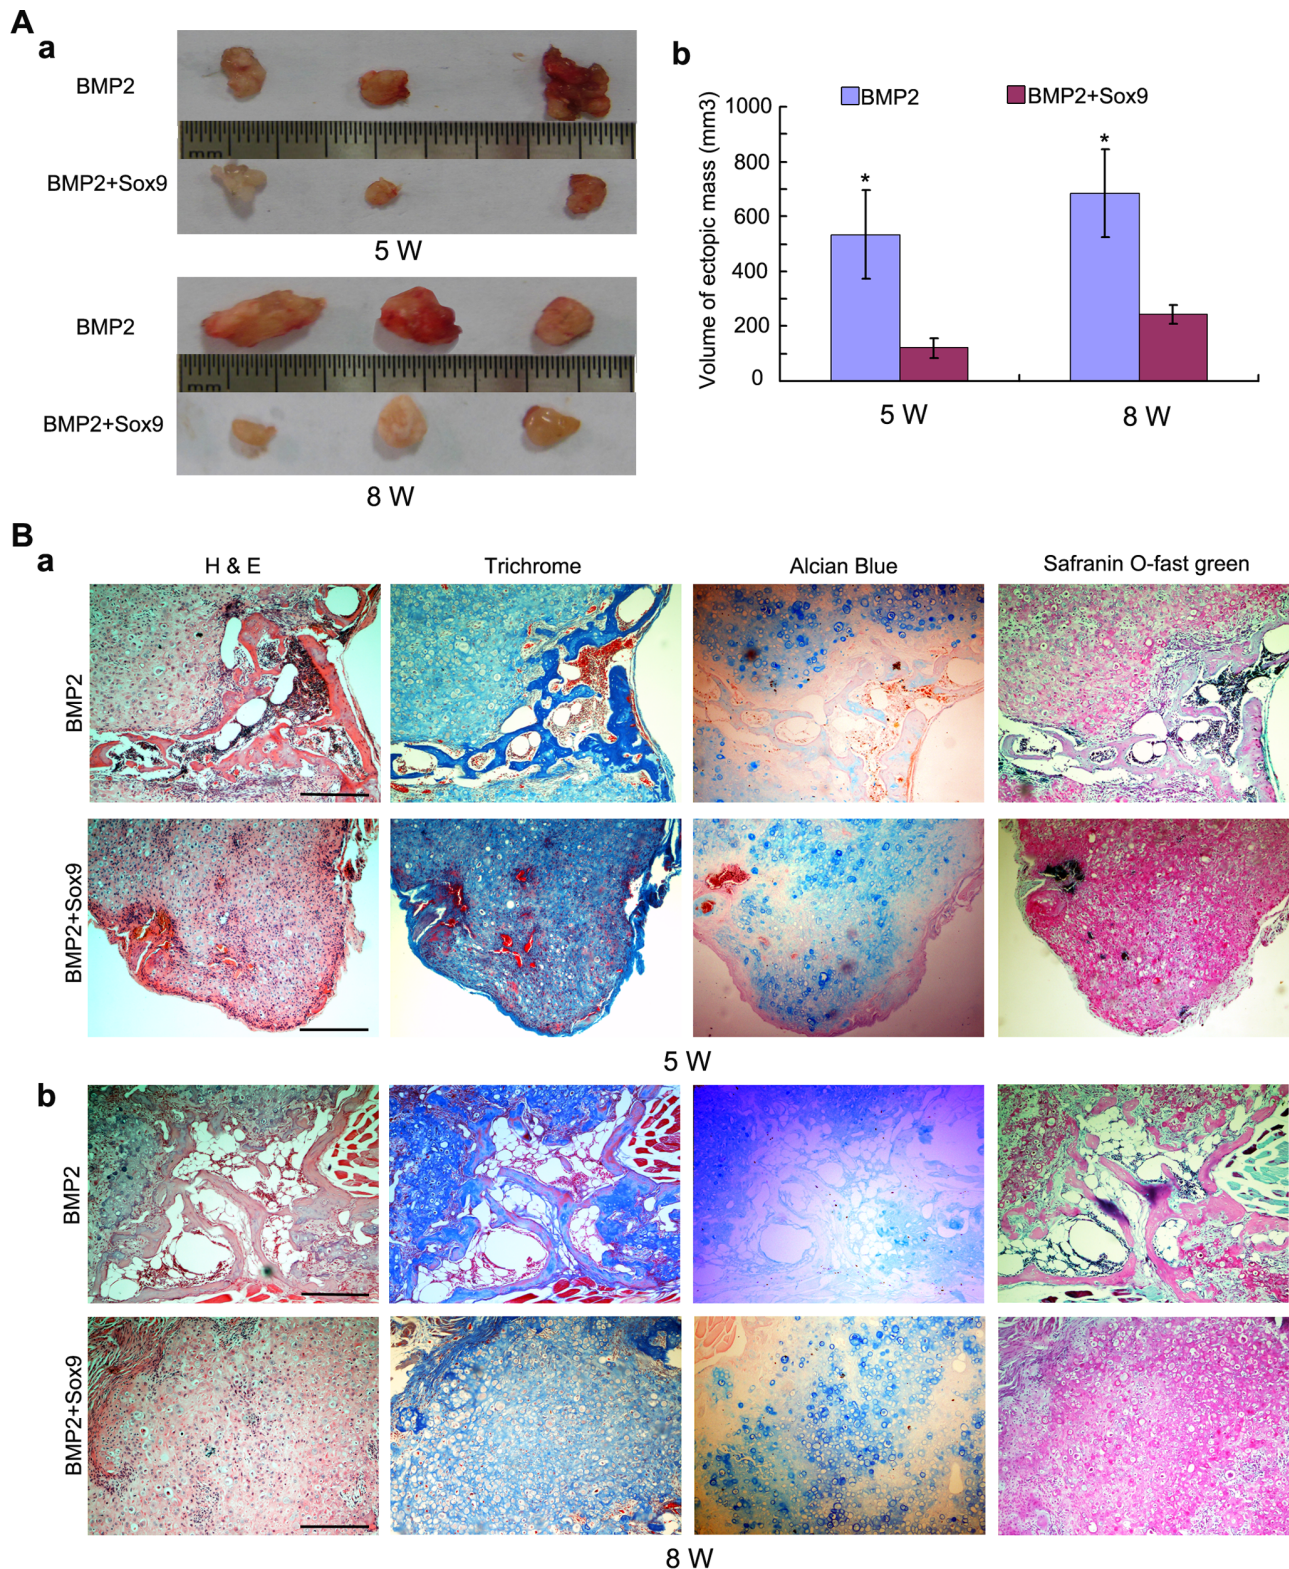 A
a
BMP2
mm
BMP2+Sox9
5 W
BMP2
mm
BMP2+Sox9
8 W
b
BMP2
BMP2+Sox9
Volume of ectopic mass (mm3)
1000
800
600
400
200
0
*
*
5 W
8 W
B
a
H & E
Trichrome
Alcian Blue
Safranin O-fast green
BMP2
BMP2+Sox9
5 W
b
BMP2
BMP2+Sox9
8 W